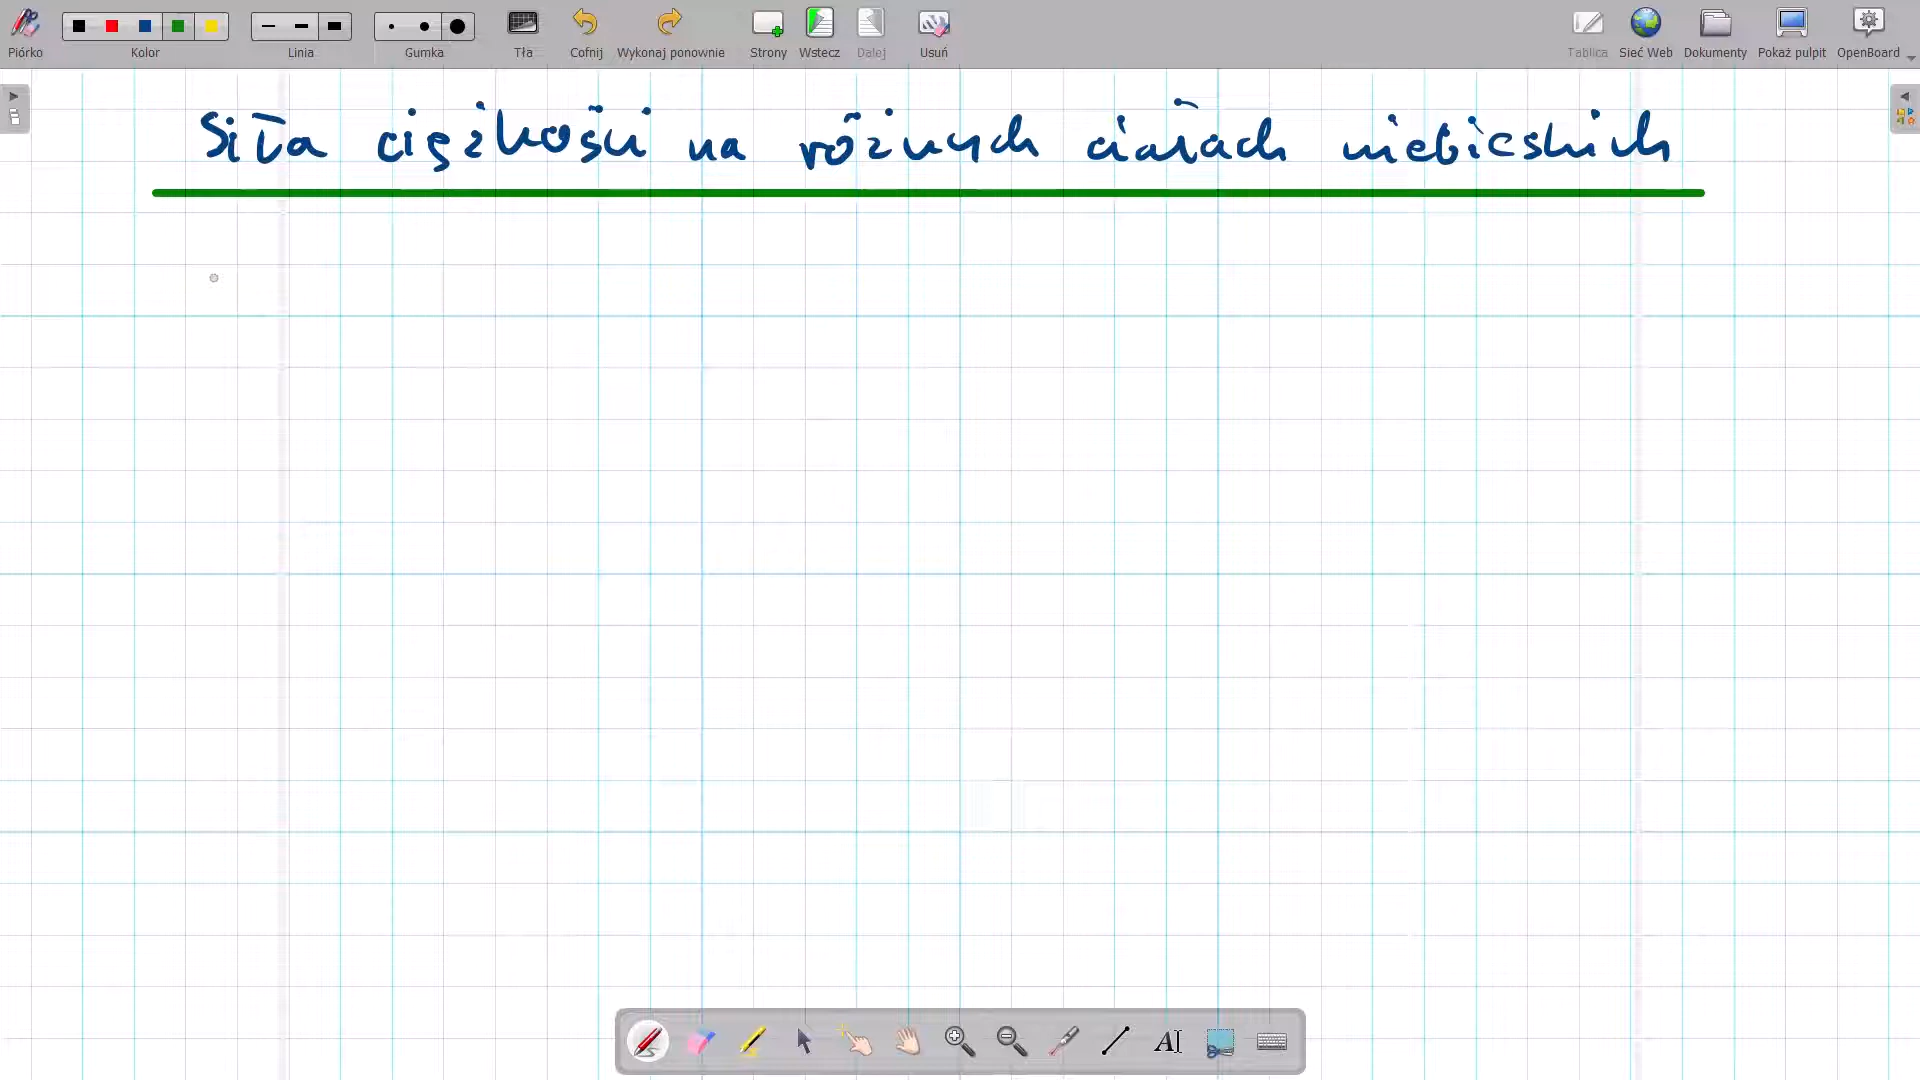 Piórko
Kolor
Linia
Gumka
Tła
Cofnij
Wykonaj ponownie
Strony
Wstecz
Dalej
Usuń
Tablica
Sieć Web
Dokumenty
Pokaż pulpit
OpenBoard
Siła ciężkości na różnych ciałach niebieskich
A